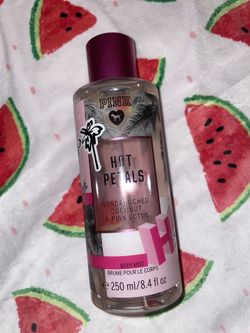 PINK
HOT
PETALS
SUNDRENCHED
COCONUT
& PINK LOTUS
H
BODY MIST
BRUME POUR LE CORPS
e 250 ml/8.4 fl oz